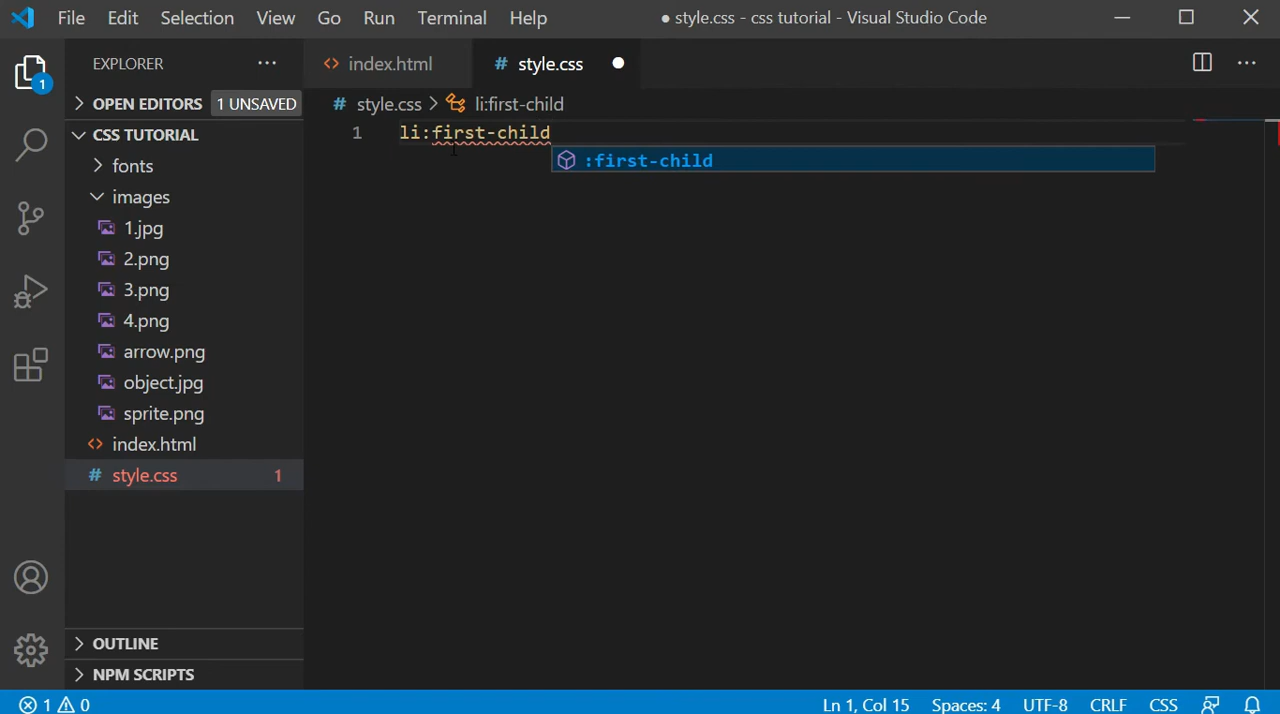 File Edit Selection View Go Run Terminal Help ● style.css - css tutorial - Visual Studio Code
EXPLORER
OPEN EDITORS 1 UNSAVED
CSS TUTORIAL
fonts
images
1.jpg
2.png
3.png
4.png
arrow.png
object.jpg
sprite.png
index.html
style.css 1
OUTLINE
NPM SCRIPTS
1
index.html # style.css
# style.css > li:first-child
1 li:first-child
:first-child
1 0 Ln 1, Col 15 Spaces: 4 UTF-8 CRLF CSS